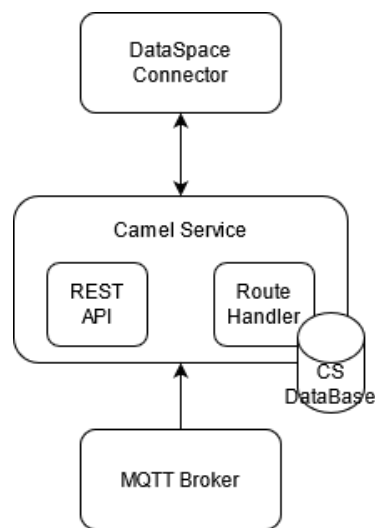 DataSpace
Connector
Camel Service
REST
API
Route
Handler
CS
DataBase
MQTT Broker